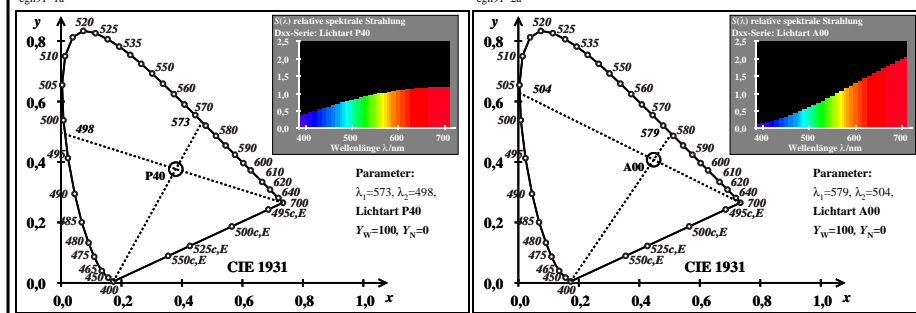 y
0,8
0,6
0,4
0,2
0,0
0,0 0,2 0,4 0,6 0,8 1,0
x
520
525
535
510
550
560
505
570
573
500
580
498
590
495
600
610
620
640
700
490
495c,E
485
500c,E
480
525c,E
475
550c,E
465
450
400
P40
CIE 1931
S(λ) relative spektrale Strahlung
Dxx-Serie: Lichtart P40
2,5
2,0
1,5
1,0
0,5
0,0
400 500 600 700
Wellenlänge λ /nm
Parameter:
λ1=573, λ2=498,
Lichtart P40
YW=100, YN=0
y
0,8
0,6
0,4
0,2
0,0
0,0 0,2 0,4 0,6 0,8 1,0
x
520
525
535
510
550
560
505
504
570
579
500
580
590
495
600
610
620
640
700
490
495c,E
485
500c,E
480
525c,E
475
550c,E
465
450
400
A00
CIE 1931
S(λ) relative spektrale Strahlung
Dxx-Serie: Lichtart A00
2,5
2,0
1,5
1,0
0,5
0,0
400 500 600 700
Wellenlänge λ /nm
Parameter:
λ1=579, λ2=504,
Lichtart A00
YW=100, YN=0